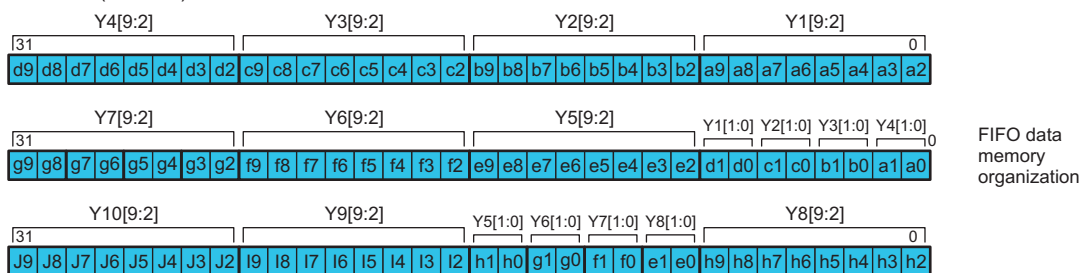 Y4[9:2] Y3[9:2] Y2[9:2] Y1[9:2]
31 0
d9 d8 d7 d6 d5 d4 d3 d2 c9 c8 c7 c6 c5 c4 c3 c2 b9 b8 b7 b6 b5 b4 b3 b2 a9 a8 a7 a6 a5 a4 a3 a2
Y7[9:2] Y6[9:2] Y5[9:2] Y1[1:0] Y2[1:0] Y3[1:0] Y4[1:0]
31 0
g9 g8 g7 g6 g5 g4 g3 g2 f9 f8 f7 f6 f5 f4 f3 f2 e9 e8 e7 e6 e5 e4 e3 e2 d1 d0 c1 c0 b1 b0 a1 a0
FIFO data
memory
organization
Y10[9:2] Y9[9:2] Y5[1:0] Y6[1:0] Y7[1:0] Y8[1:0] Y8[9:2]
31 0
J9 J8 J7 J6 J5 J4 J3 J2 I9 I8 I7 I6 I5 I4 I3 I2 h1 h0 g1 g0 f1 f0 e1 e0 h9 h8 h7 h6 h5 h4 h3 h2